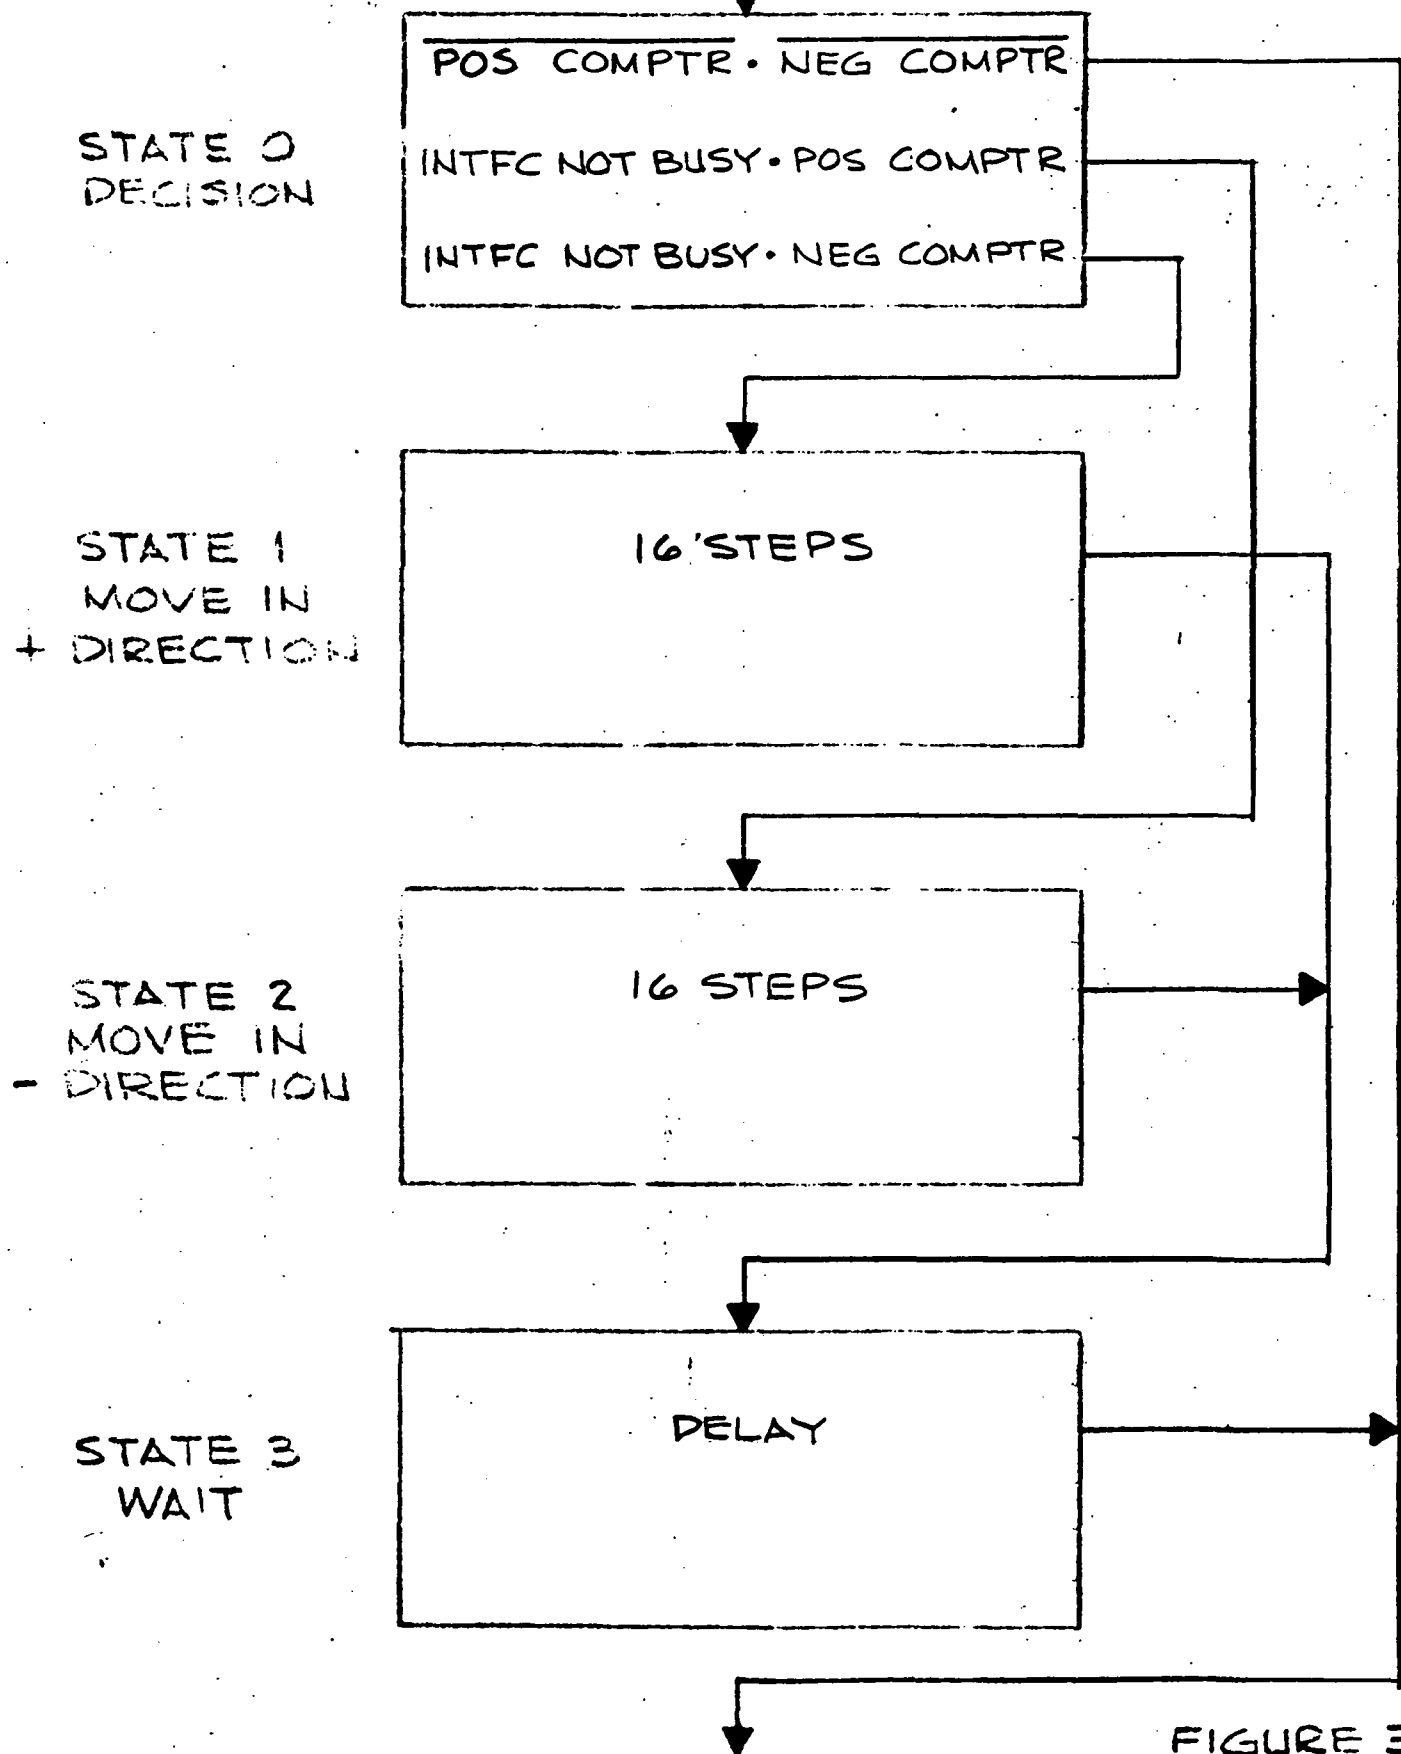 POS COMPTR · NEG COMPTR
STATE 0
DECISION
INTFC NOT BUSY · POS COMPTR
INTFC NOT BUSY · NEG COMPTR
STATE 1
MOVE IN
+ DIRECTION
16 STEPS
STATE 2
MOVE IN
- DIRECTION
16 STEPS
STATE 3
WAIT
DELAY
FIGURE